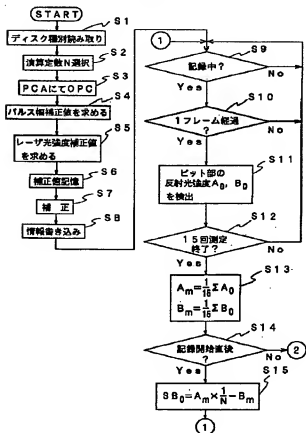 START
S1
ディスク種別読み取り
S2
演算定数N選択
S3
PCAにてOPC
S4
パルス幅補正値を求める
S5
レーザ光強度補正値
を求める
S6
補正値記憶
S7
補正
S8
情報書き込み
1
S9
記録中?
No
Yes
S10
1フレーム経過
?
No
Yes
S11
ピット部の
反射光強度A₀, B₀
を検出
S12
15回測定
終了?
No
Yes
S13
Aₘ=1/15 ΣA₀
Bₘ=1/15 ΣB₀
S14
記録開始直後
?
No
2
Yes
S15
SB₀=Aₘ×1/N−Bₘ
1